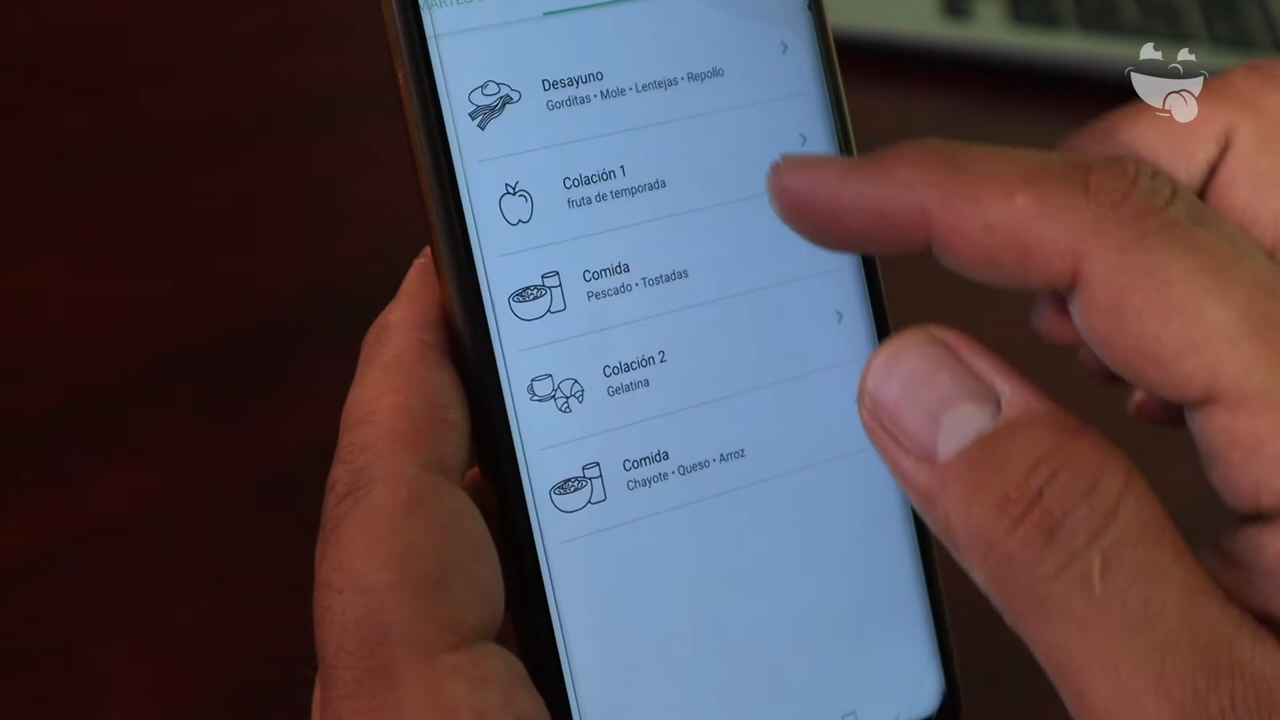 MARTES
Desayuno
Gorditas • Mole • Lentejas • Repollo
Colación 1
fruta de temporada
Comida
Pescado • Tostadas
Colación 2
Gelatina
Comida
Chayote • Queso • Arroz